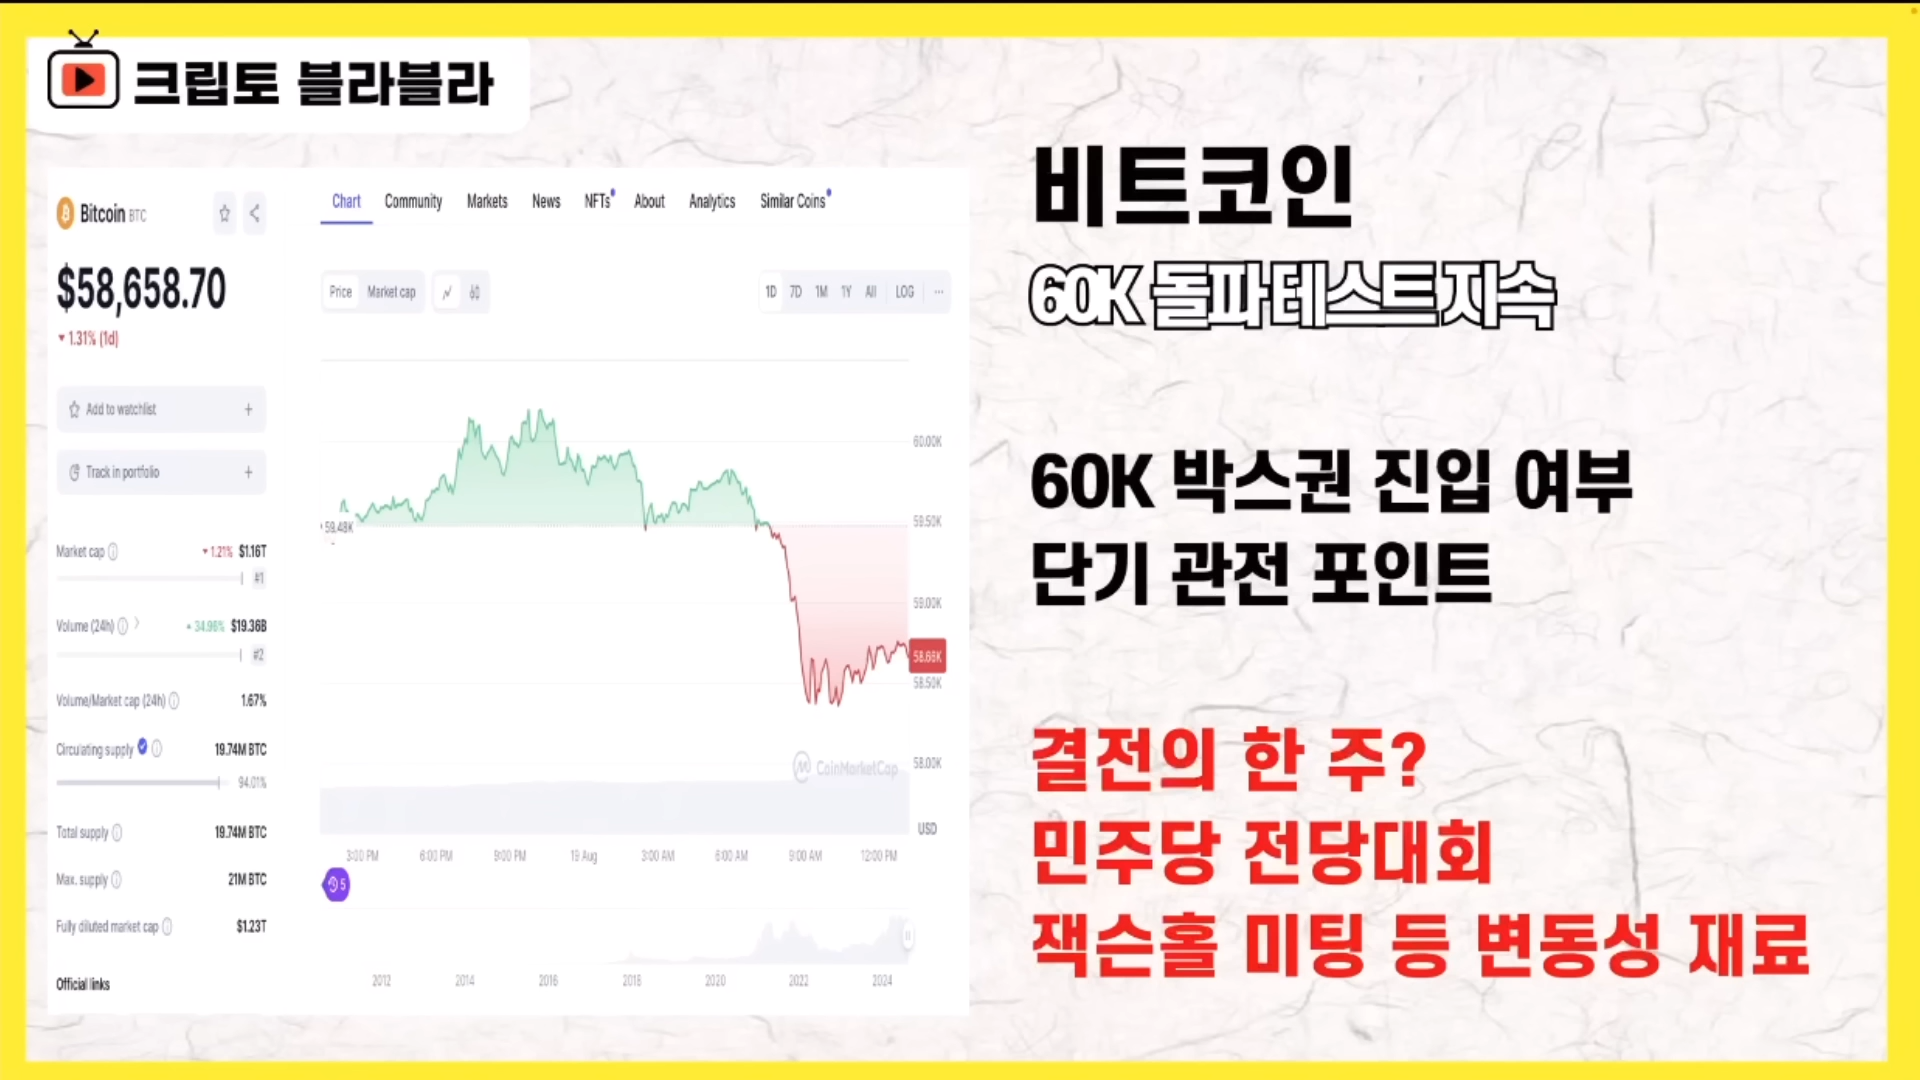 크립토 블라블라
Bitcoin BTC
$58,658.70
1.31% (1d)
Add to watchlist +
Track in portfolio +
Market cap 1.21% $1.16T
#1
Volume (24h) 34.96% $19.36B
#2
Volume/Market cap (24h) 1.67%
Circulating supply 19.74M BTC
94.01%
Total supply 19.74M BTC
Max. supply 21M BTC
Fully diluted market cap $1.23T
Official links
Chart Community Markets News NFTs About Analytics Similar Coins
Price Market cap
1D 7D 1M 1Y All LOG ...
60.00K
59.50K
59.48K
59.00K
58.66K
58.50K
58.00K
CoinMarketCap
USD
3:00 PM 6:00 PM 9:00 PM 19 Aug 3:00 AM 6:00 AM 9:00 AM 12:00 PM
5
2012 2014 2016 2018 2020 2022 2024
비트코인
60K 돌파 테스트 지속
60K 박스권 진입 여부
단기 관전 포인트
결전의 한 주?
민주당 전당대회
잭슨홀 미팅 등 변동성 재료